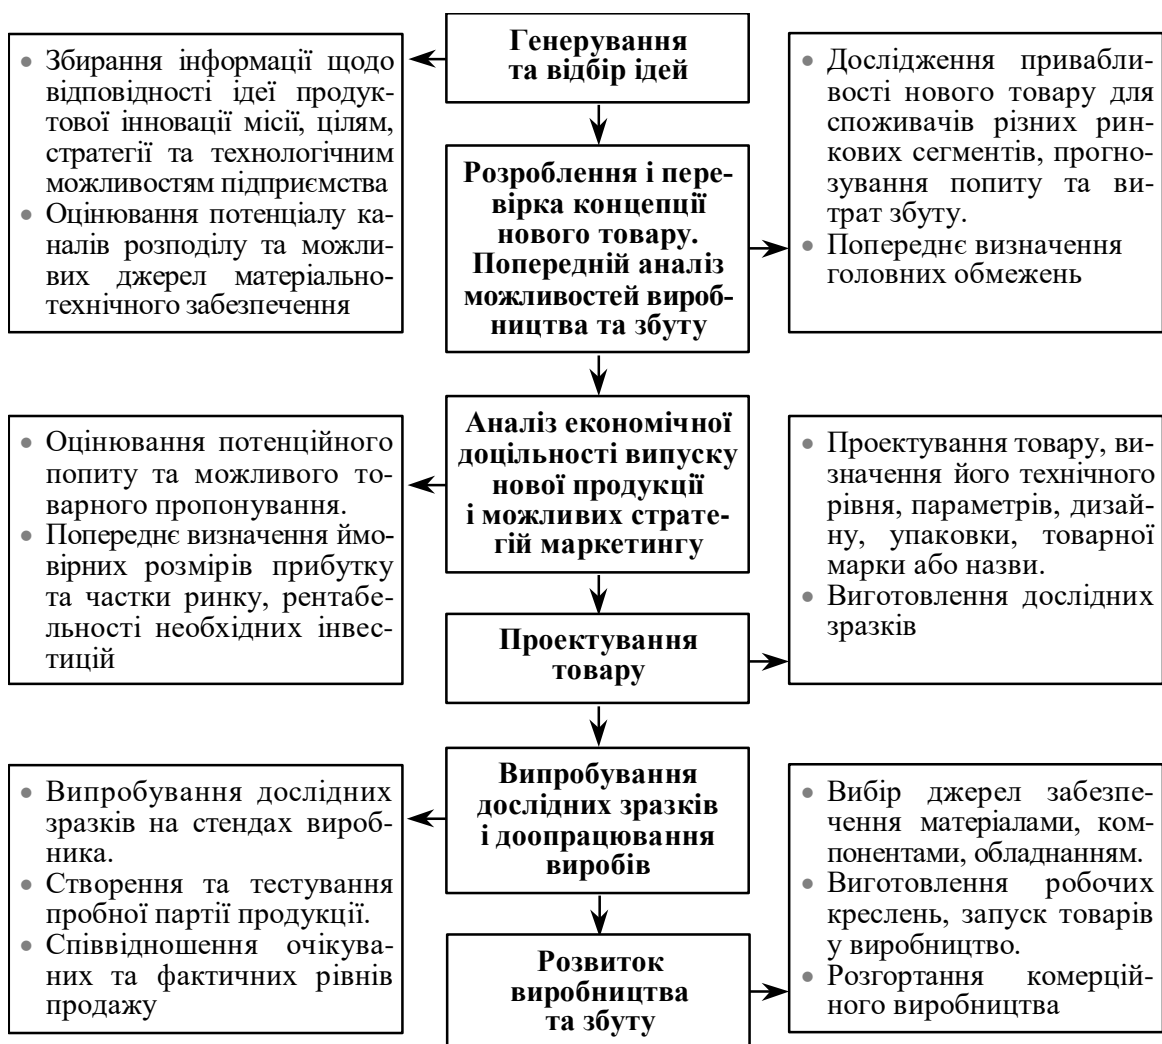 Генерування
та відбір ідей
• Збирання інформації щодо
відповідності ідеї продук-
тової інновації місії, цілям,
стратегії та технологічним
можливостям підприємства
• Оцінювання потенціалу ка-
налів розподілу та можли-
вих джерел матеріально-
технічного забезпечення
Розроблення і пере-
вірка концепції
нового товару.
Попередній аналіз
можливостей вироб-
ництва та збуту
• Дослідження привабли-
вості нового товару для
споживачів різних рин-
кових сегментів, прогно-
зування попиту та ви-
трат збуту.
• Попереднє визначення
головних обмежень
Аналіз економічної
доцільності випуску
нової продукції
і можливих страте-
гій маркетингу
• Оцінювання потенційного
попиту та можливого то-
варного пропонування.
• Попереднє визначення ймо-
вірних розмірів прибутку
та частки ринку, рентабе-
льності необхідних інвес-
тицій
Проектування
товару
• Проектування товару, ви-
значення його технічного
рівня, параметрів, дизай-
ну, упаковки, товарної
марки або назви.
• Виготовлення дослідних
зразків
Випробування
дослідних зразків
і доопрацювання
виробів
• Випробування дослідних
зразків на стендах вироб-
ника.
• Створення та тестування
пробної партії продукції.
• Співвідношення очікува-
них та фактичних рівнів
продажу
Розвиток
виробництва
та збуту
• Вибір джерел забезпе-
чення матеріалами, ком-
понентами, обладнанням.
• Виготовлення робочих
креслень, запуск товарів
у виробництво.
• Розгортання комерцій-
ного виробництва